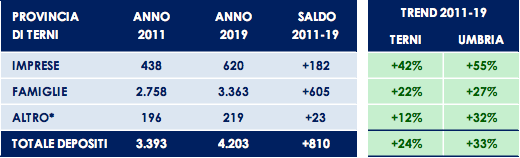 PROVINCIA DI TERNI ANNO 2011 ANNO 2019 SALDO 2011-19 TREND 2011-19 TERNI UMBRIA
IMPRESE 438 620 +182 +42% +55%
FAMIGLIE 2.758 3.363 +605 +22% +27%
ALTRO* 196 219 +23 +12% +32%
TOTALE DEPOSITI 3.393 4.203 +810 +24% +33%